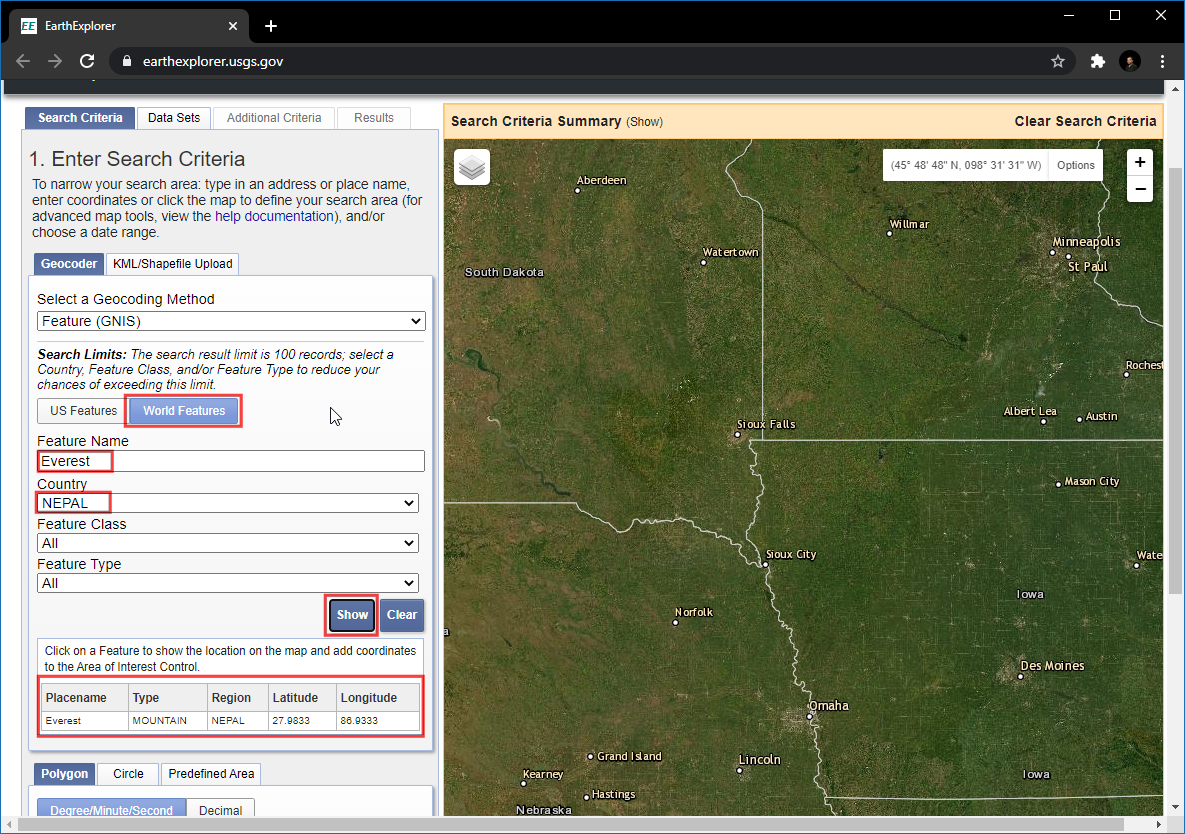 EarthExplorer
earthexplorer.usgs.gov
Search Criteria
Data Sets
Additional Criteria
Results
1. Enter Search Criteria
To narrow your search area: type in an address or place name,
enter coordinates or click the map to define your search area (for
advanced map tools, view the help documentation), and/or
choose a date range.
Geocoder
KML/Shapefile Upload
Select a Geocoding Method
Feature (GNIS)
Search Limits: The search result limit is 100 records; select a
Country, Feature Class, and/or Feature Type to reduce your
chances of exceeding this limit.
US Features
World Features
Feature Name
Everest
Country
NEPAL
Feature Class
All
Feature Type
All
Show
Clear
Click on a Feature to show the location on the map and add coordinates
to the Area of Interest Control.
Placename Type Region Latitude Longitude
Everest MOUNTAIN NEPAL 27.9833 86.9333
Polygon
Circle
Predefined Area
Degree/Minute/Second
Decimal
Search Criteria Summary (Show)
Clear Search Criteria
(45° 48' 48" N, 098° 31' 31" W)
Options
+
−
Aberdeen
Willmar
Minneapolis
St Paul
Watertown
South Dakota
Rochest
Albert Lea
Austin
Sioux Falls
Mason City
Sioux City
Wate
Iowa
Norfolk
a
Des Moines
Omaha
Grand Island
Lincoln
Kearney
Iowa
Hastings
Nebraska